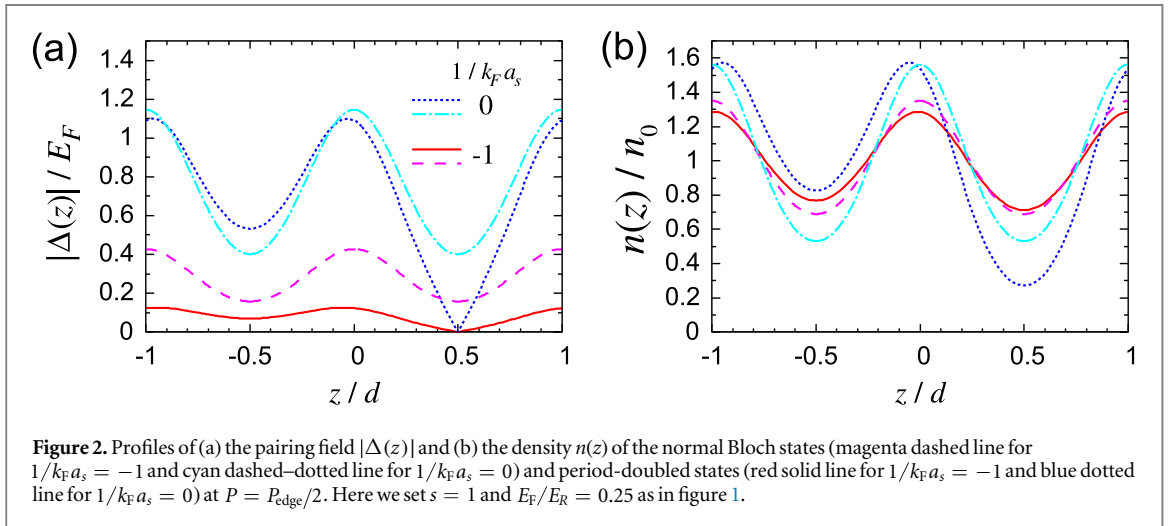 (a)
1.4
1.2
1
0.8
0.6
0.4
0.2
0
|Δ(z)| / E_F
1 / k_F a_s
0
-1
-1
-0.5
0
0.5
1
z / d
(b)
1.6
1.4
1.2
1
0.8
0.6
0.4
0.2
0
n(z) / n_0
-1
-0.5
0
0.5
1
z / d
Figure 2. Profiles of (a) the pairing field |Δ(z)| and (b) the density n(z) of the normal Bloch states (magenta dashed line for
1/k_F a_s = −1 and cyan dashed–dotted line for 1/k_F a_s = 0) and period-doubled states (red solid line for 1/k_F a_s = −1 and blue dotted
line for 1/k_F a_s = 0) at P = P_edge/2. Here we set s = 1 and E_F/E_R = 0.25 as in figure 1.